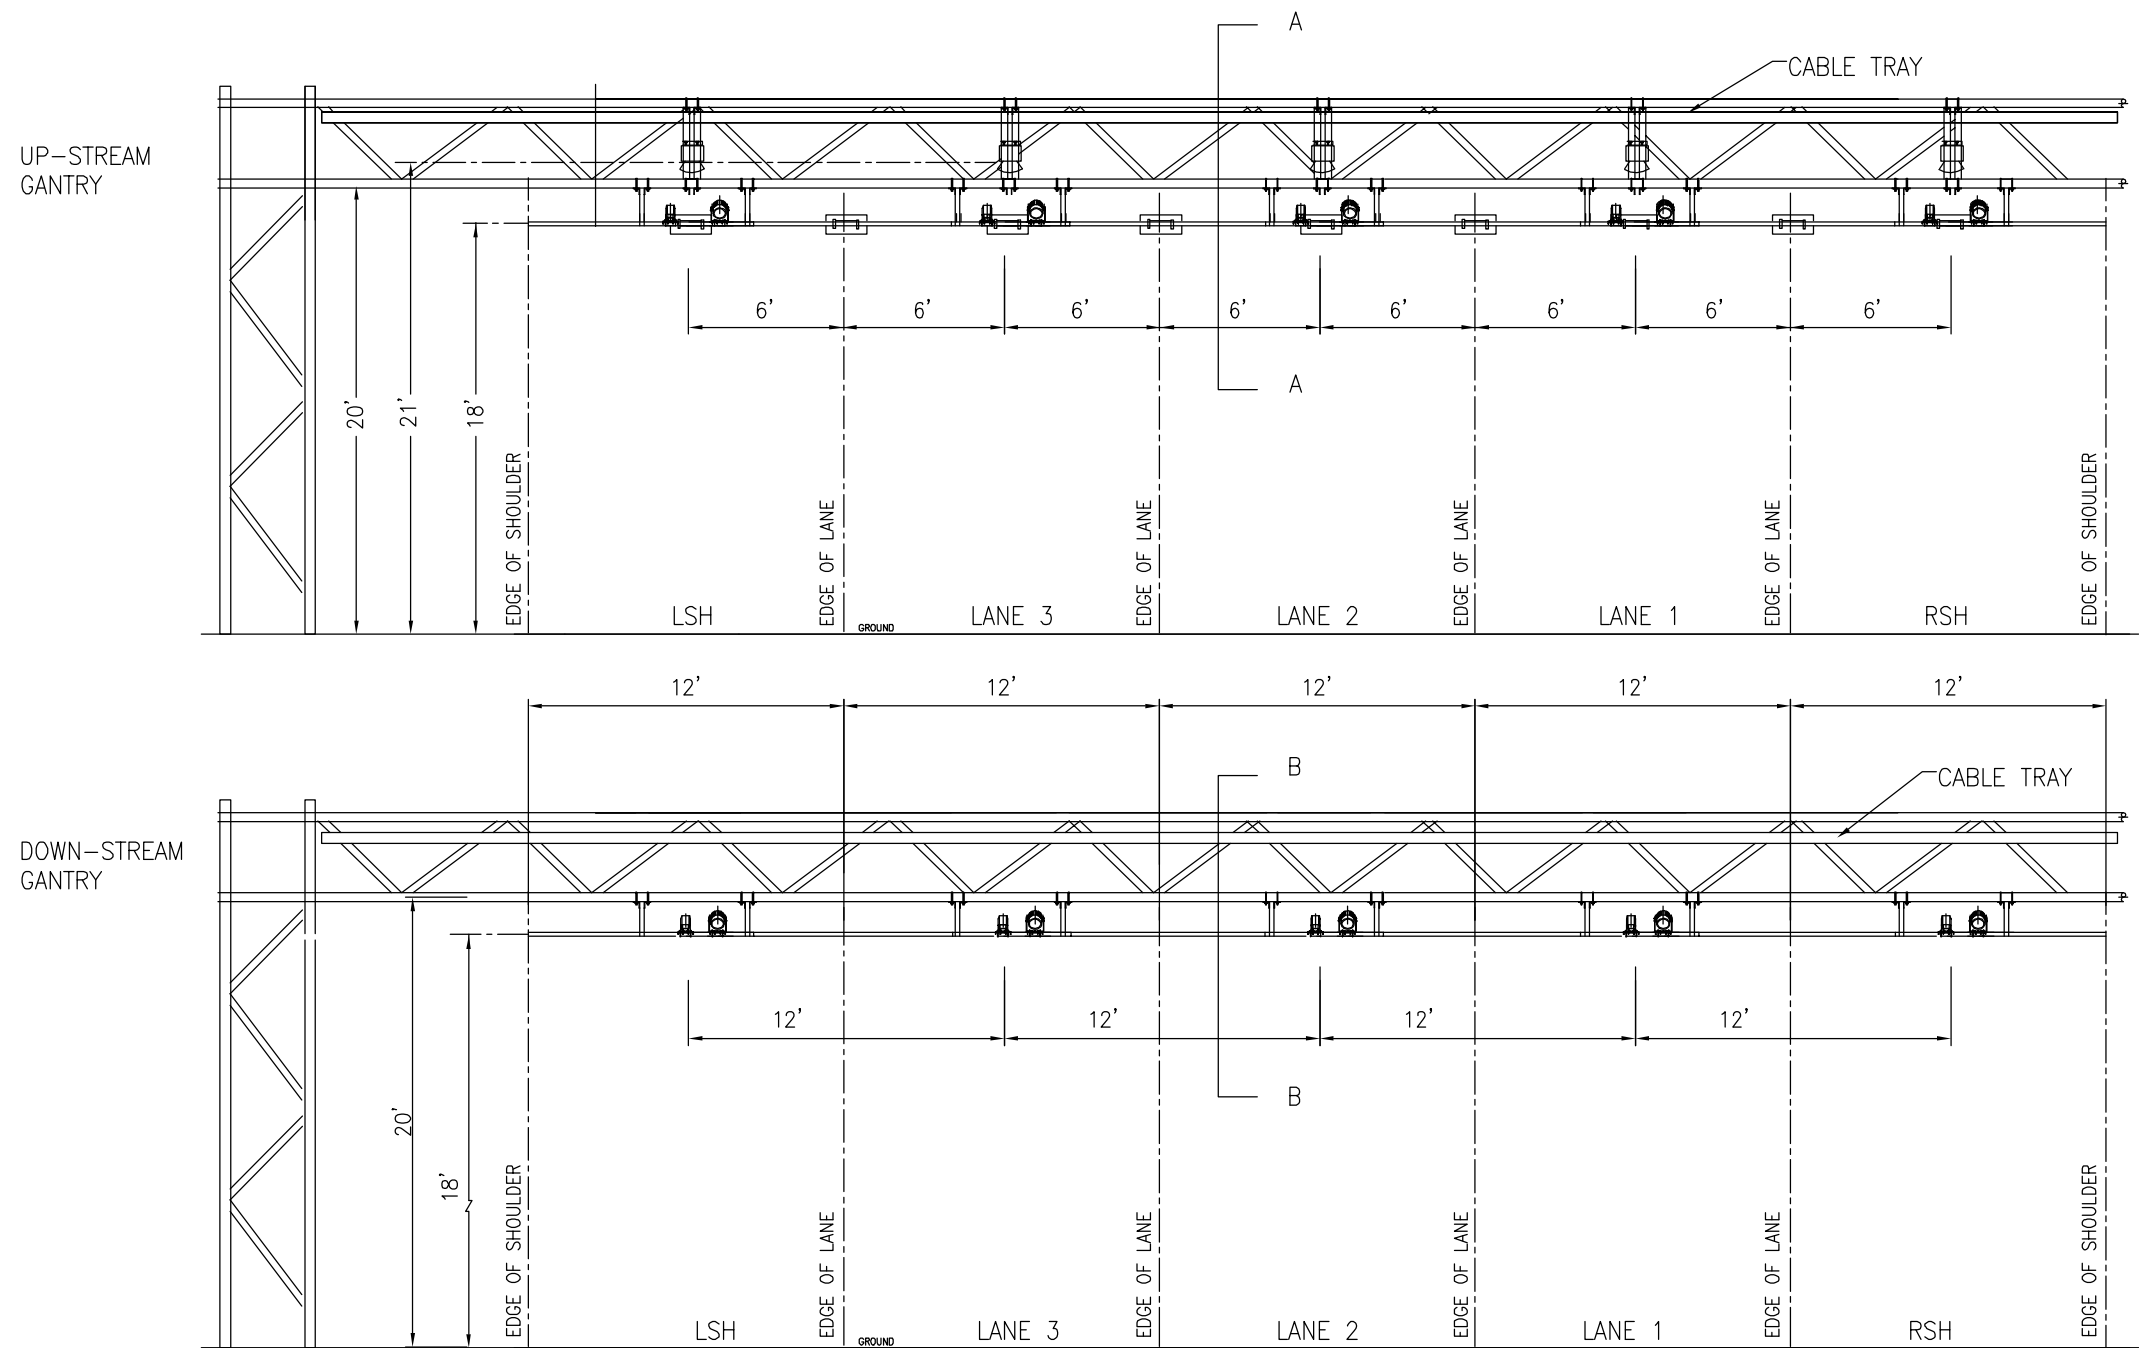 A
CABLE TRAY
UP-STREAM
GANTRY
6'
6'
6'
6'
6'
6'
6'
6'
A
20'
21'
18'
EDGE OF SHOULDER
EDGE OF LANE
EDGE OF LANE
EDGE OF LANE
EDGE OF LANE
EDGE OF SHOULDER
LSH
LANE 3
LANE 2
LANE 1
RSH
GROUND
12'
12'
12'
12'
12'
B
CABLE TRAY
DOWN-STREAM
GANTRY
12'
12'
12'
12'
B
20'
18'
EDGE OF SHOULDER
EDGE OF LANE
EDGE OF LANE
EDGE OF LANE
EDGE OF LANE
EDGE OF SHOULDER
LSH
LANE 3
LANE 2
LANE 1
RSH
GROUND